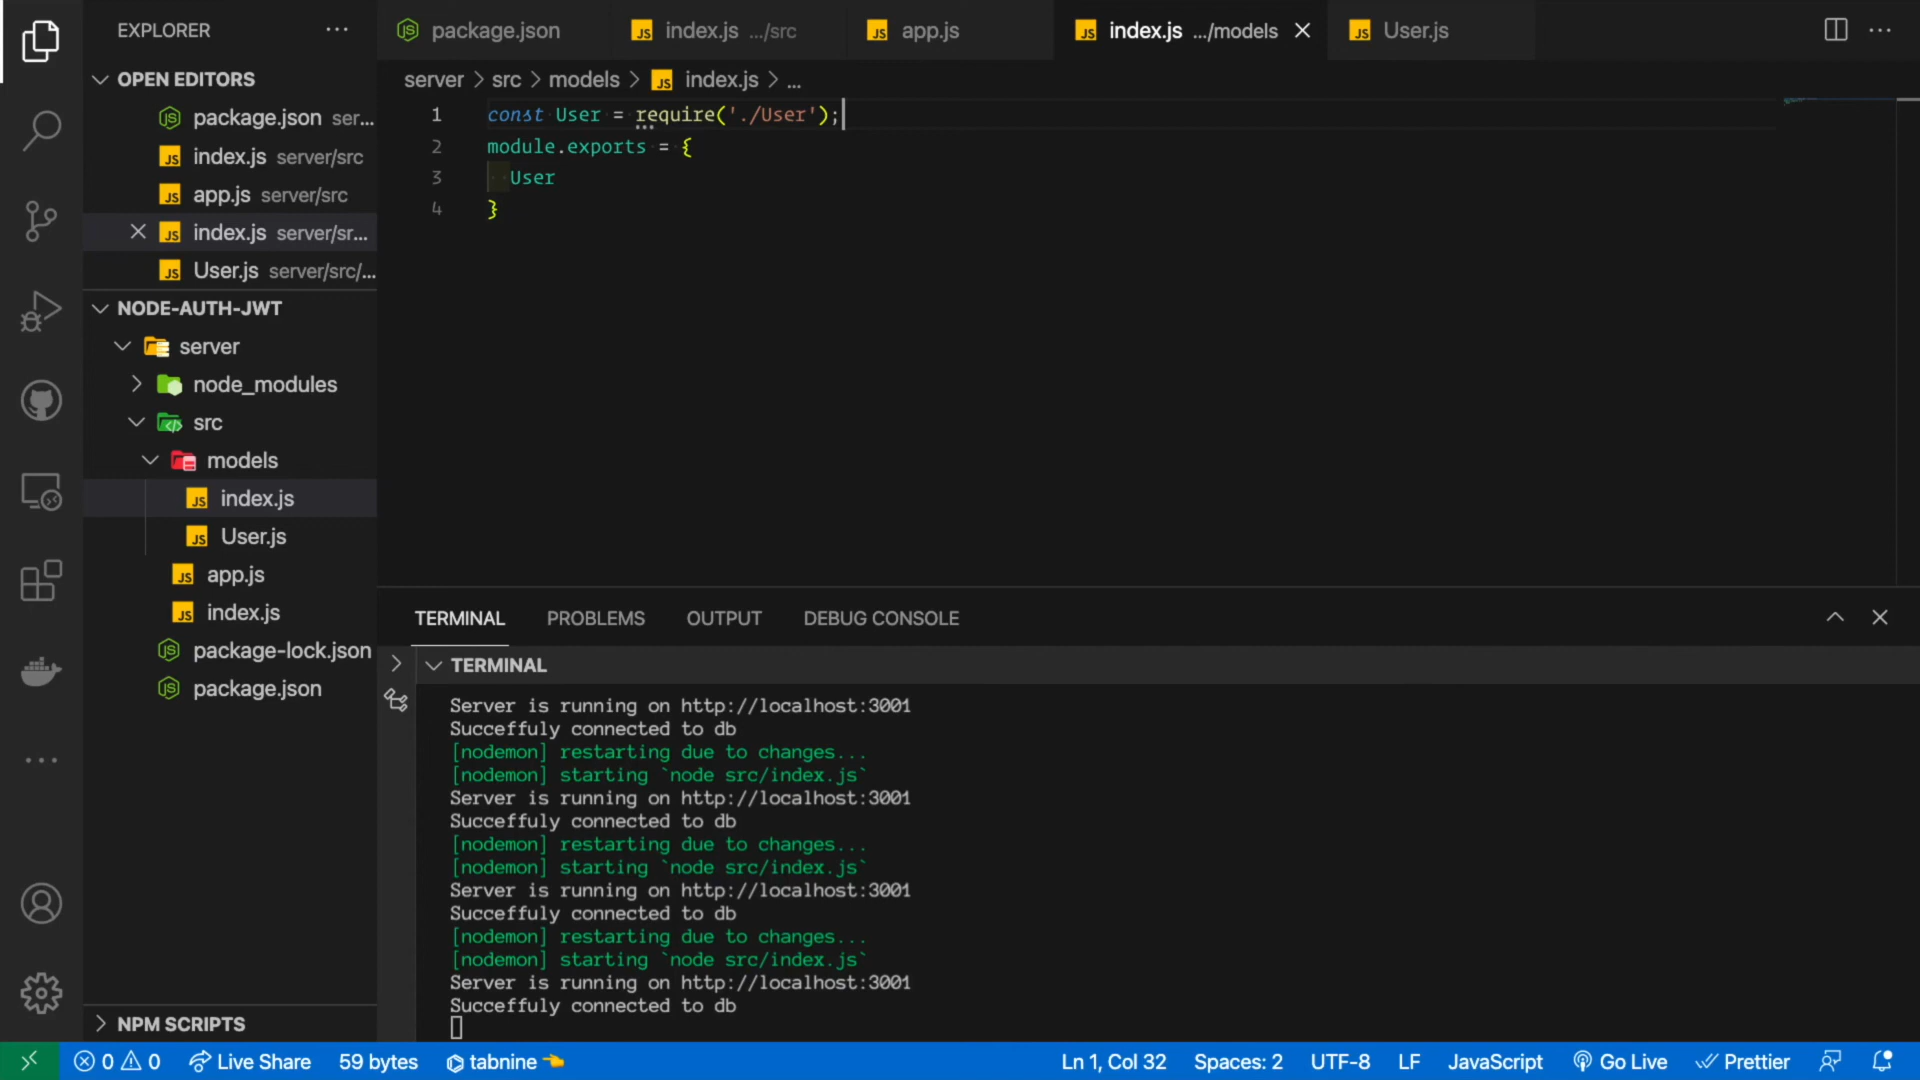 EXPLORER
OPEN EDITORS
package.json ser...
index.js server/src
app.js server/src
index.js server/sr...
User.js server/src/...
NODE-AUTH-JWT
server
node_modules
src
models
index.js
User.js
app.js
index.js
package-lock.json
package.json
NPM SCRIPTS
package.json
index.js .../src
app.js
index.js .../models
User.js
server > src > models > index.js > ...
1 const User = require('./User');
2 module.exports = {
3 User
4 }
TERMINAL PROBLEMS OUTPUT DEBUG CONSOLE
TERMINAL
Server is running on http://localhost:3001
Succeffuly connected to db
[nodemon] restarting due to changes...
[nodemon] starting `node src/index.js`
Server is running on http://localhost:3001
Succeffuly connected to db
[nodemon] restarting due to changes...
[nodemon] starting `node src/index.js`
Server is running on http://localhost:3001
Succeffuly connected to db
[nodemon] restarting due to changes...
[nodemon] starting `node src/index.js`
Server is running on http://localhost:3001
Succeffuly connected to db
0 0 Live Share 59 bytes tabnine Ln 1, Col 32 Spaces: 2 UTF-8 LF JavaScript Go Live Prettier